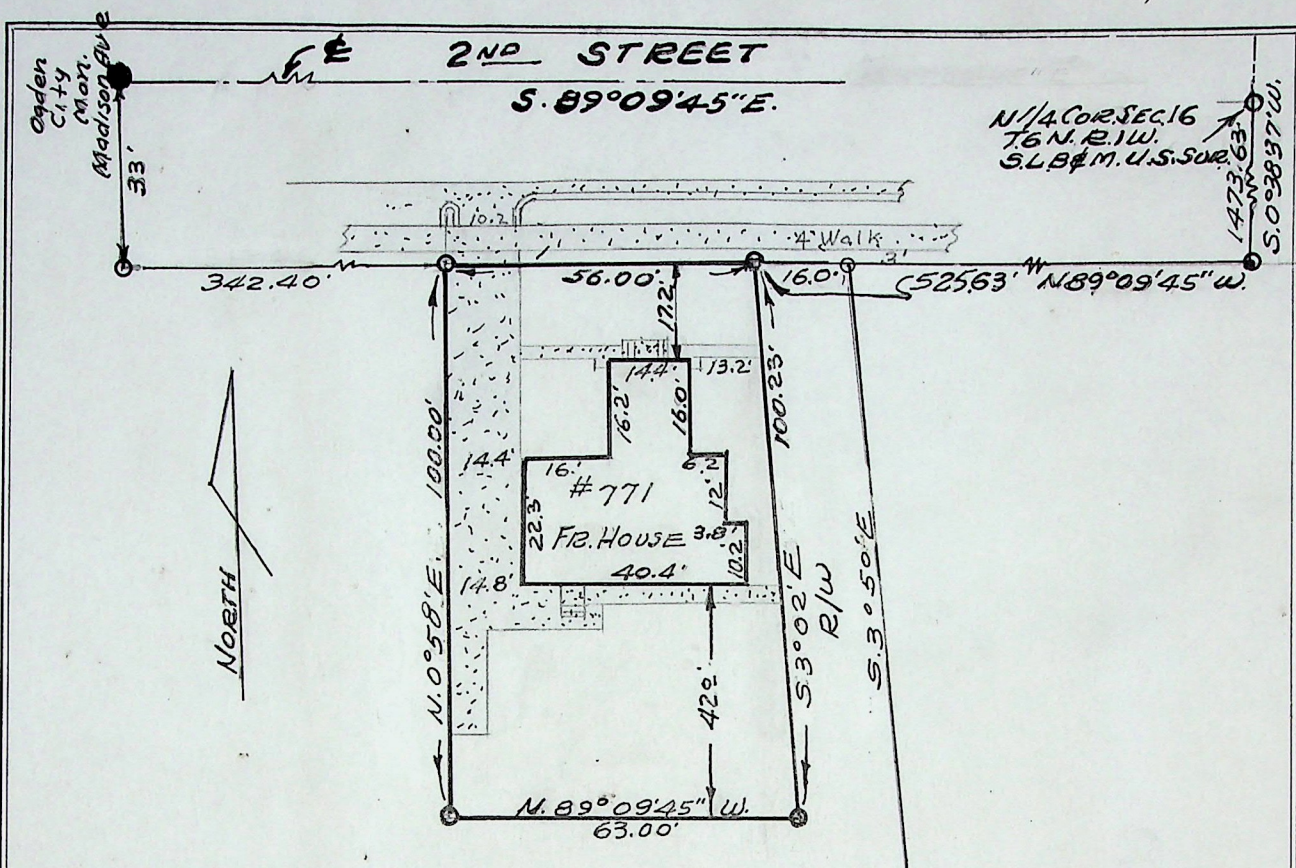 Ogden
City
Mon.
Madison Ave
33'
℄ 2ND STREET
S. 89°09'45" E.
N 1/4 COR. SEC. 16
T6 N. R. 1 W.
S.L.B & M. U.S. SUR.
1473.63'
S. 0°38'37" W.
10.2
4' Walk
3'
342.40'
56.00'
16.0'
525.63' N 89°09'45" W.
17.2'
14.4'
13.2'
16.2'
16.0'
100.00'
100.23'
14.4'
16.'
6.2
# 771
12'
22.3'
FR. HOUSE
3.8'
10.2'
40.4'
14.8'
NORTH
N. 0°58' E.
42.0'
S 3°02' E
R/W
S. 3°50' E
N. 89°09'45" W.
63.00'